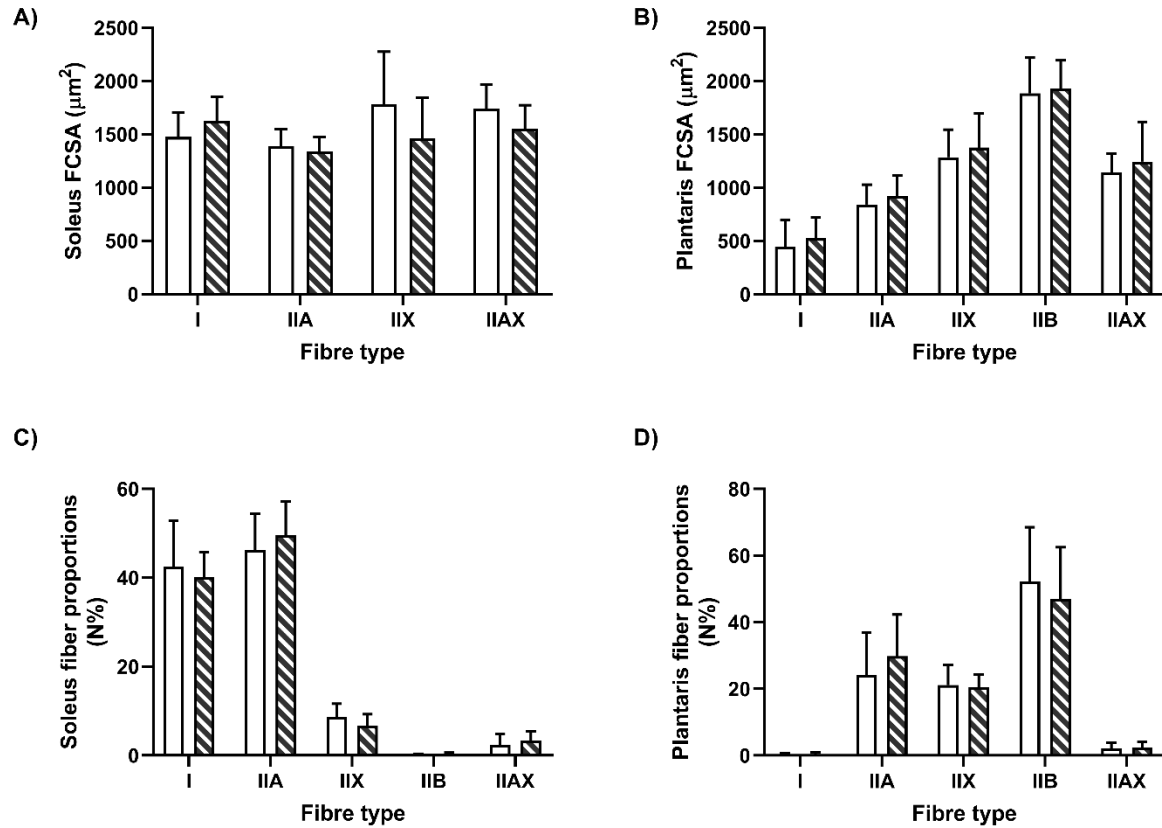 A)
2500
2000
1500
1000
500
0
Soleus FCSA (μm²)
I IIA IIX IIAX
Fibre type
B)
2500
2000
1500
1000
500
0
Plantaris FCSA (μm²)
I IIA IIX IIB IIAX
Fibre type
C)
60
40
20
0
Soleus fiber proportions
(N%)
I IIA IIX IIB IIAX
Fibre type
D)
80
60
40
20
0
Plantaris fiber proportions
(N%)
I IIA IIX IIB IIAX
Fibre type